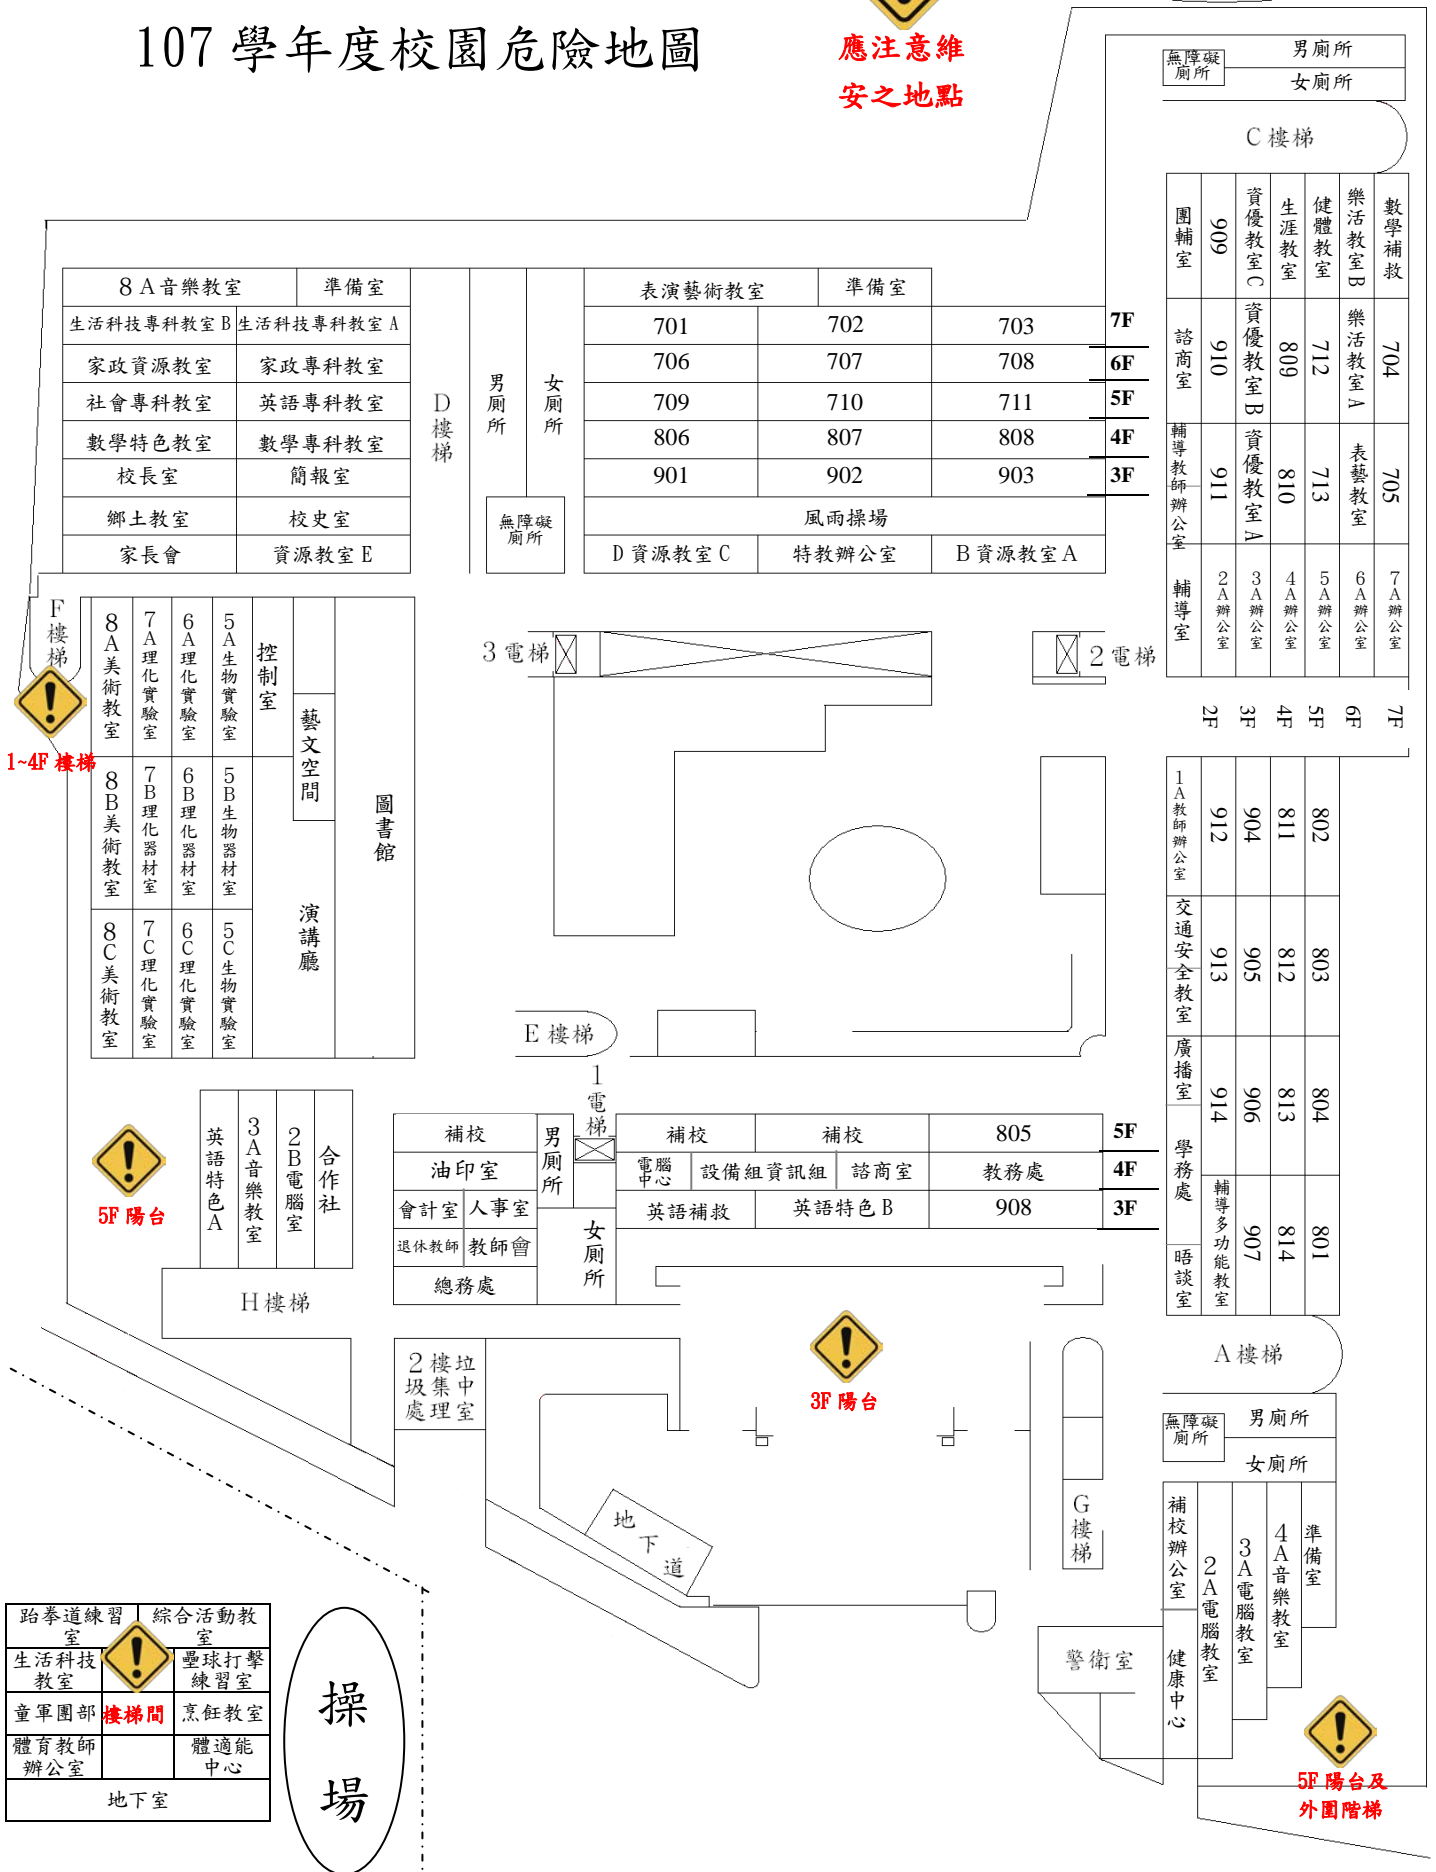 107 學年度校園危險地圖
應注意維
安之地點
無障礙
廁所
男廁所
女廁所
C 樓梯
團輔室
909
資優教室C
生涯教室
健體教室
樂活教室B
數學補救
諮商室
910
資優教室B
809
712
樂活教室A
704
輔導教師辦公室
911
資優教室A
810
713
表藝教室
705
輔導室
2A辦公室
3A辦公室
4A辦公室
5A辦公室
6A辦公室
7A辦公室
2F
3F
4F
5F
6F
7F
8A音樂教室
準備室
生活科技專科教室B
生活科技專科教室A
家政資源教室
家政專科教室
社會專科教室
英語專科教室
數學特色教室
數學專科教室
校長室
簡報室
鄉土教室
校史室
家長會
資源教室E
D樓梯
男廁所
女廁所
無障礙
廁所
表演藝術教室
準備室
701
702
703
7F
706
707
708
6F
709
710
711
5F
806
807
808
4F
901
902
903
3F
風雨操場
D資源教室C
特教辦公室
B資源教室A
F樓梯
1~4F 樓梯
8A美術教室
7A理化實驗室
6A理化實驗室
5A生物實驗室
控制室
藝文空間
圖書館
8B美術教室
7B理化器材室
6B理化器材室
5B生物器材室
演講廳
8C美術教室
7C理化實驗室
6C理化實驗室
5C生物實驗室
3電梯
2電梯
E樓梯
1電梯
1A教師辦公室
912
904
811
802
交通安全教室
913
905
812
803
廣播室
914
906
813
804
學務處
晤談室
輔導多功能教室
907
814
801
5F 陽台
英語特色A
3A音樂教室
2B電腦室
合作社
H樓梯
補校
油印室
會計室
人事室
退休教師
教師會
總務處
男廁所
女廁所
補校
補校
805
5F
電腦
中心
設備組資訊組
諮商室
教務處
4F
英語補救
英語特色B
908
3F
3F 陽台
A樓梯
無障礙
廁所
男廁所
女廁所
2樓垃
圾集中
處理室
地下道
G樓梯
補校辦公室
健康中心
2A電腦教室
3A電腦教室
4A音樂教室
準備室
警衛室
5F 陽台及
外圍階梯
跆拳道練習
室
綜合活動教
室
生活科技
教室
壘球打擊
練習室
童軍團部
樓梯間
烹飪教室
體育教師
辦公室
體適能
中心
地下室
操場